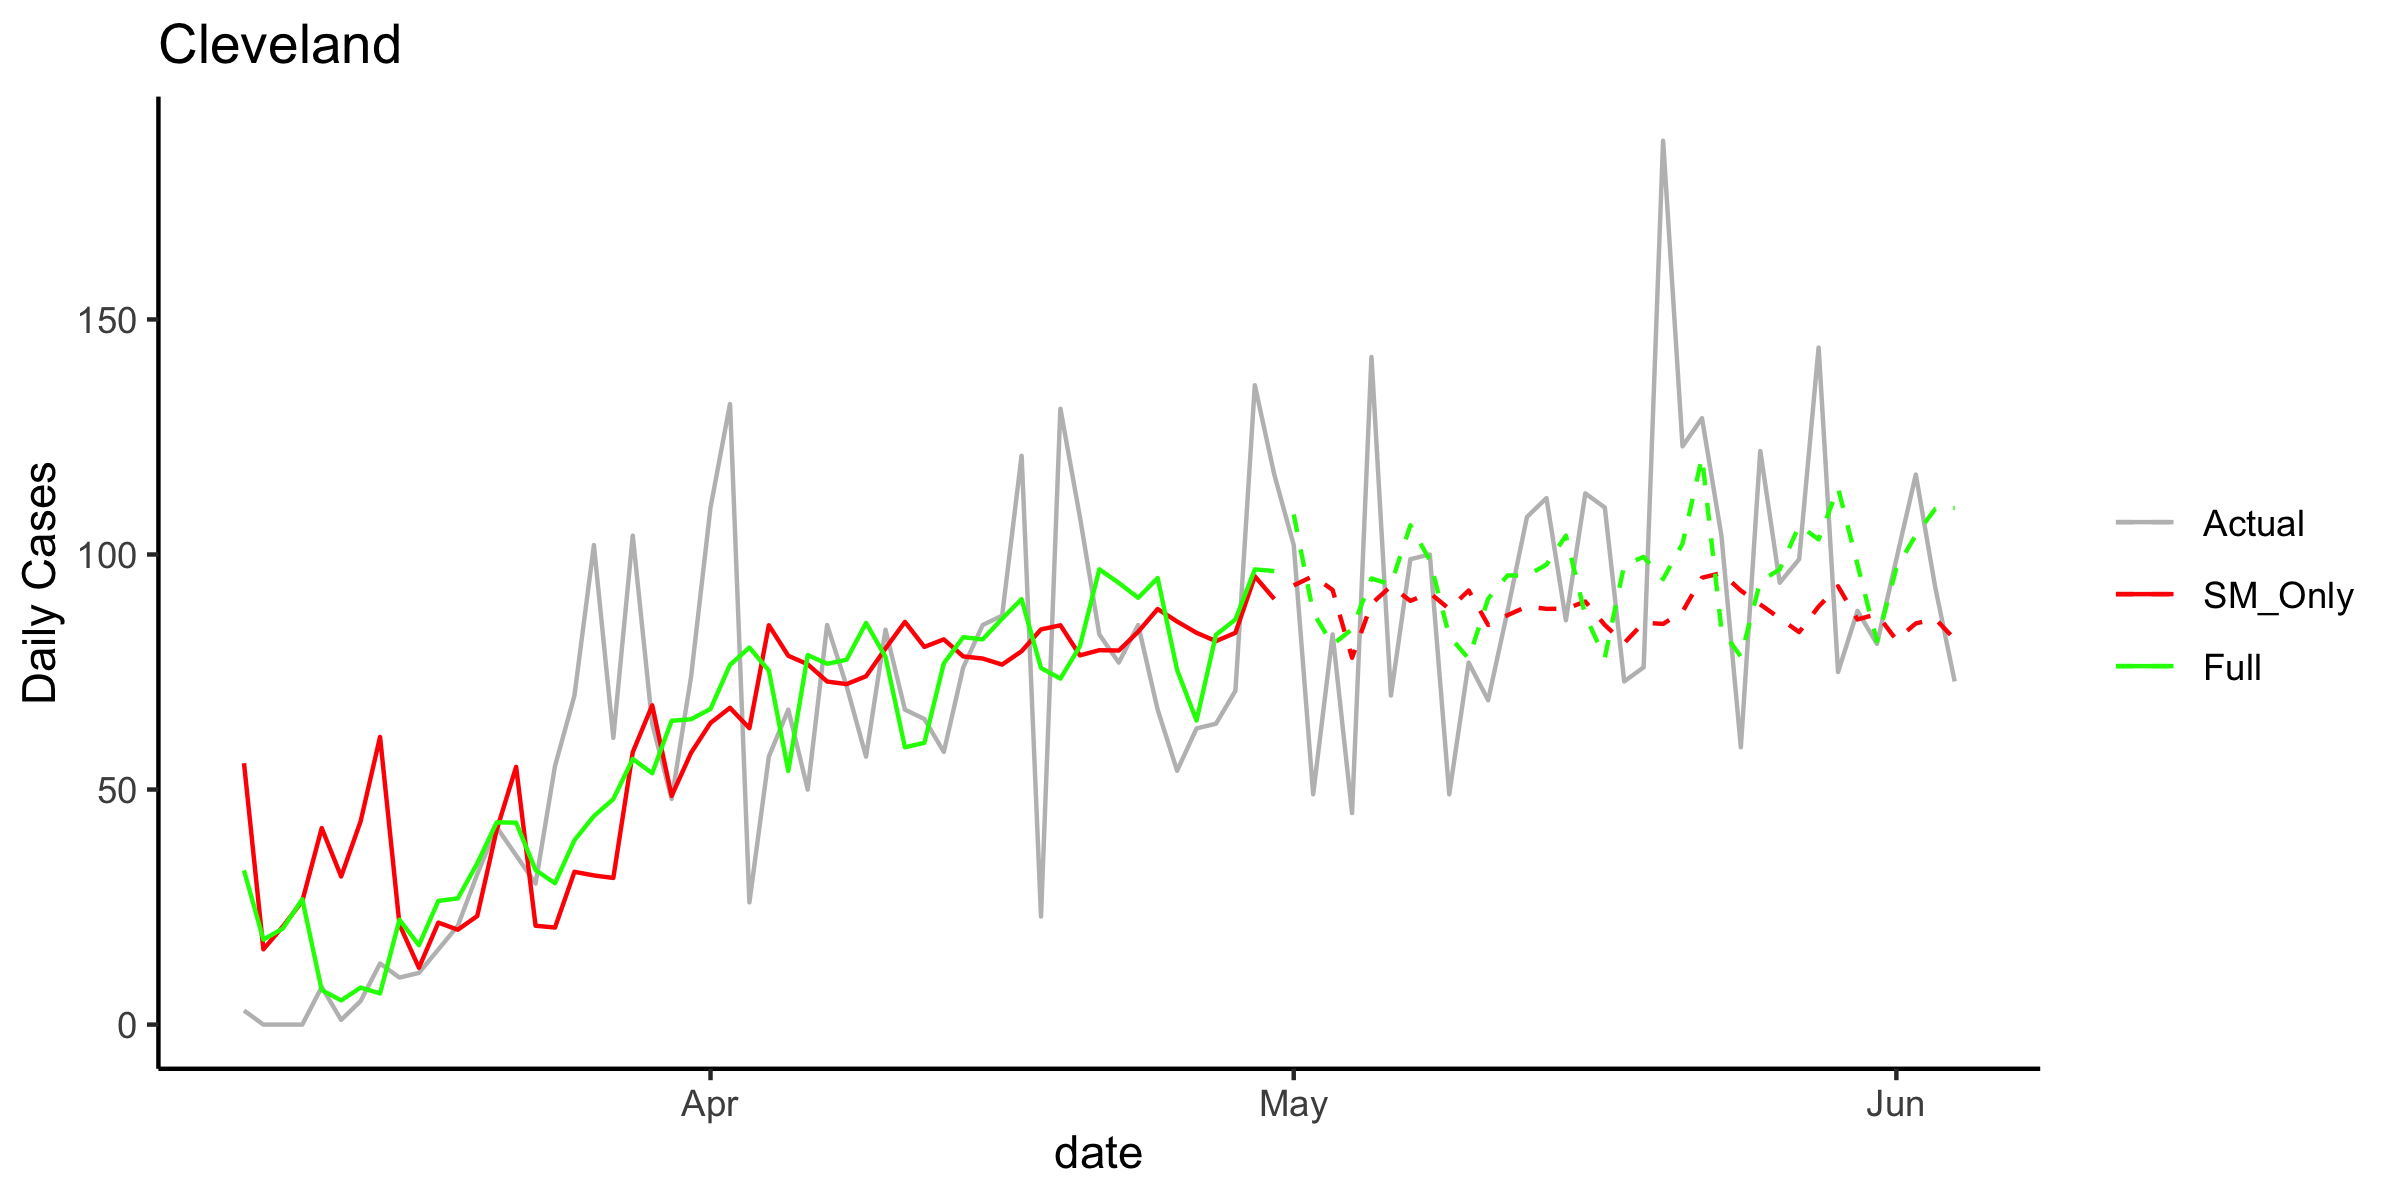 Cleveland
Daily Cases
150
100
50
0
Apr
May
Jun
date
Actual
SM_Only
Full